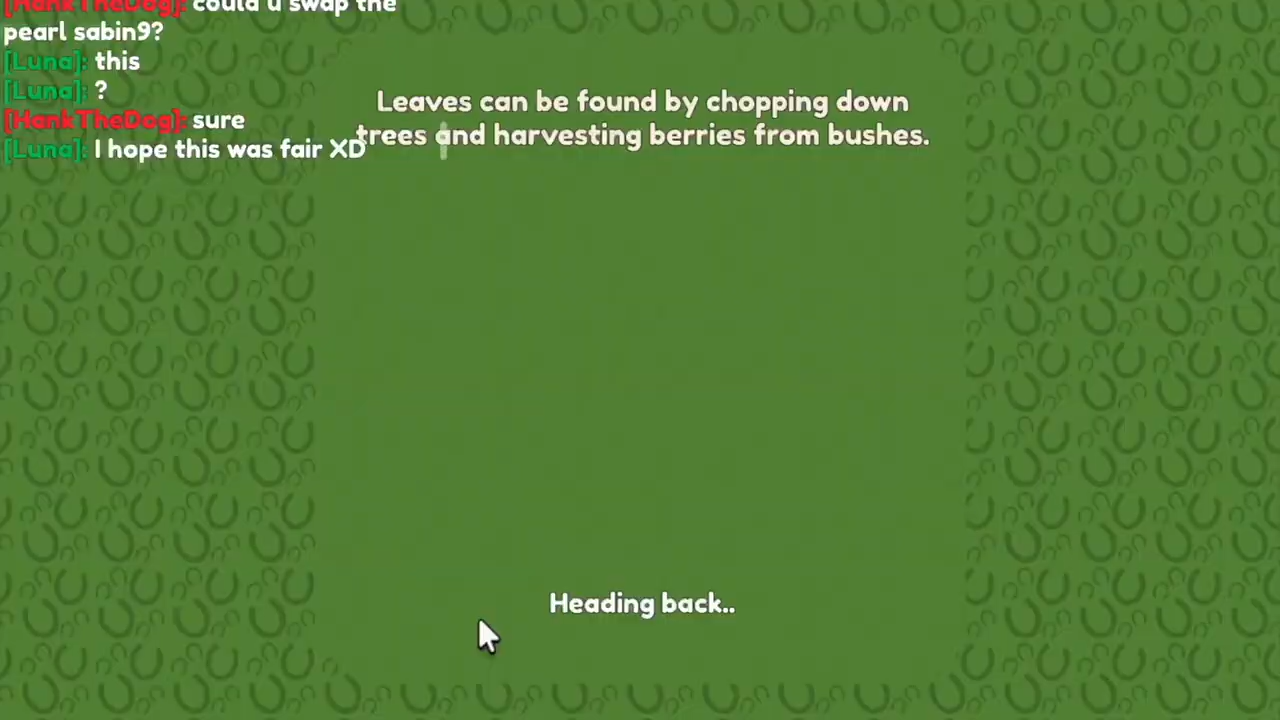 [HankTheDog]: could u swap the
pearl sabin9?
[Luna]: this
[Luna]: ?
[HankTheDog]: sure
[Luna]: I hope this was fair XD
Leaves can be found by chopping down
trees and harvesting berries from bushes.
Heading back..